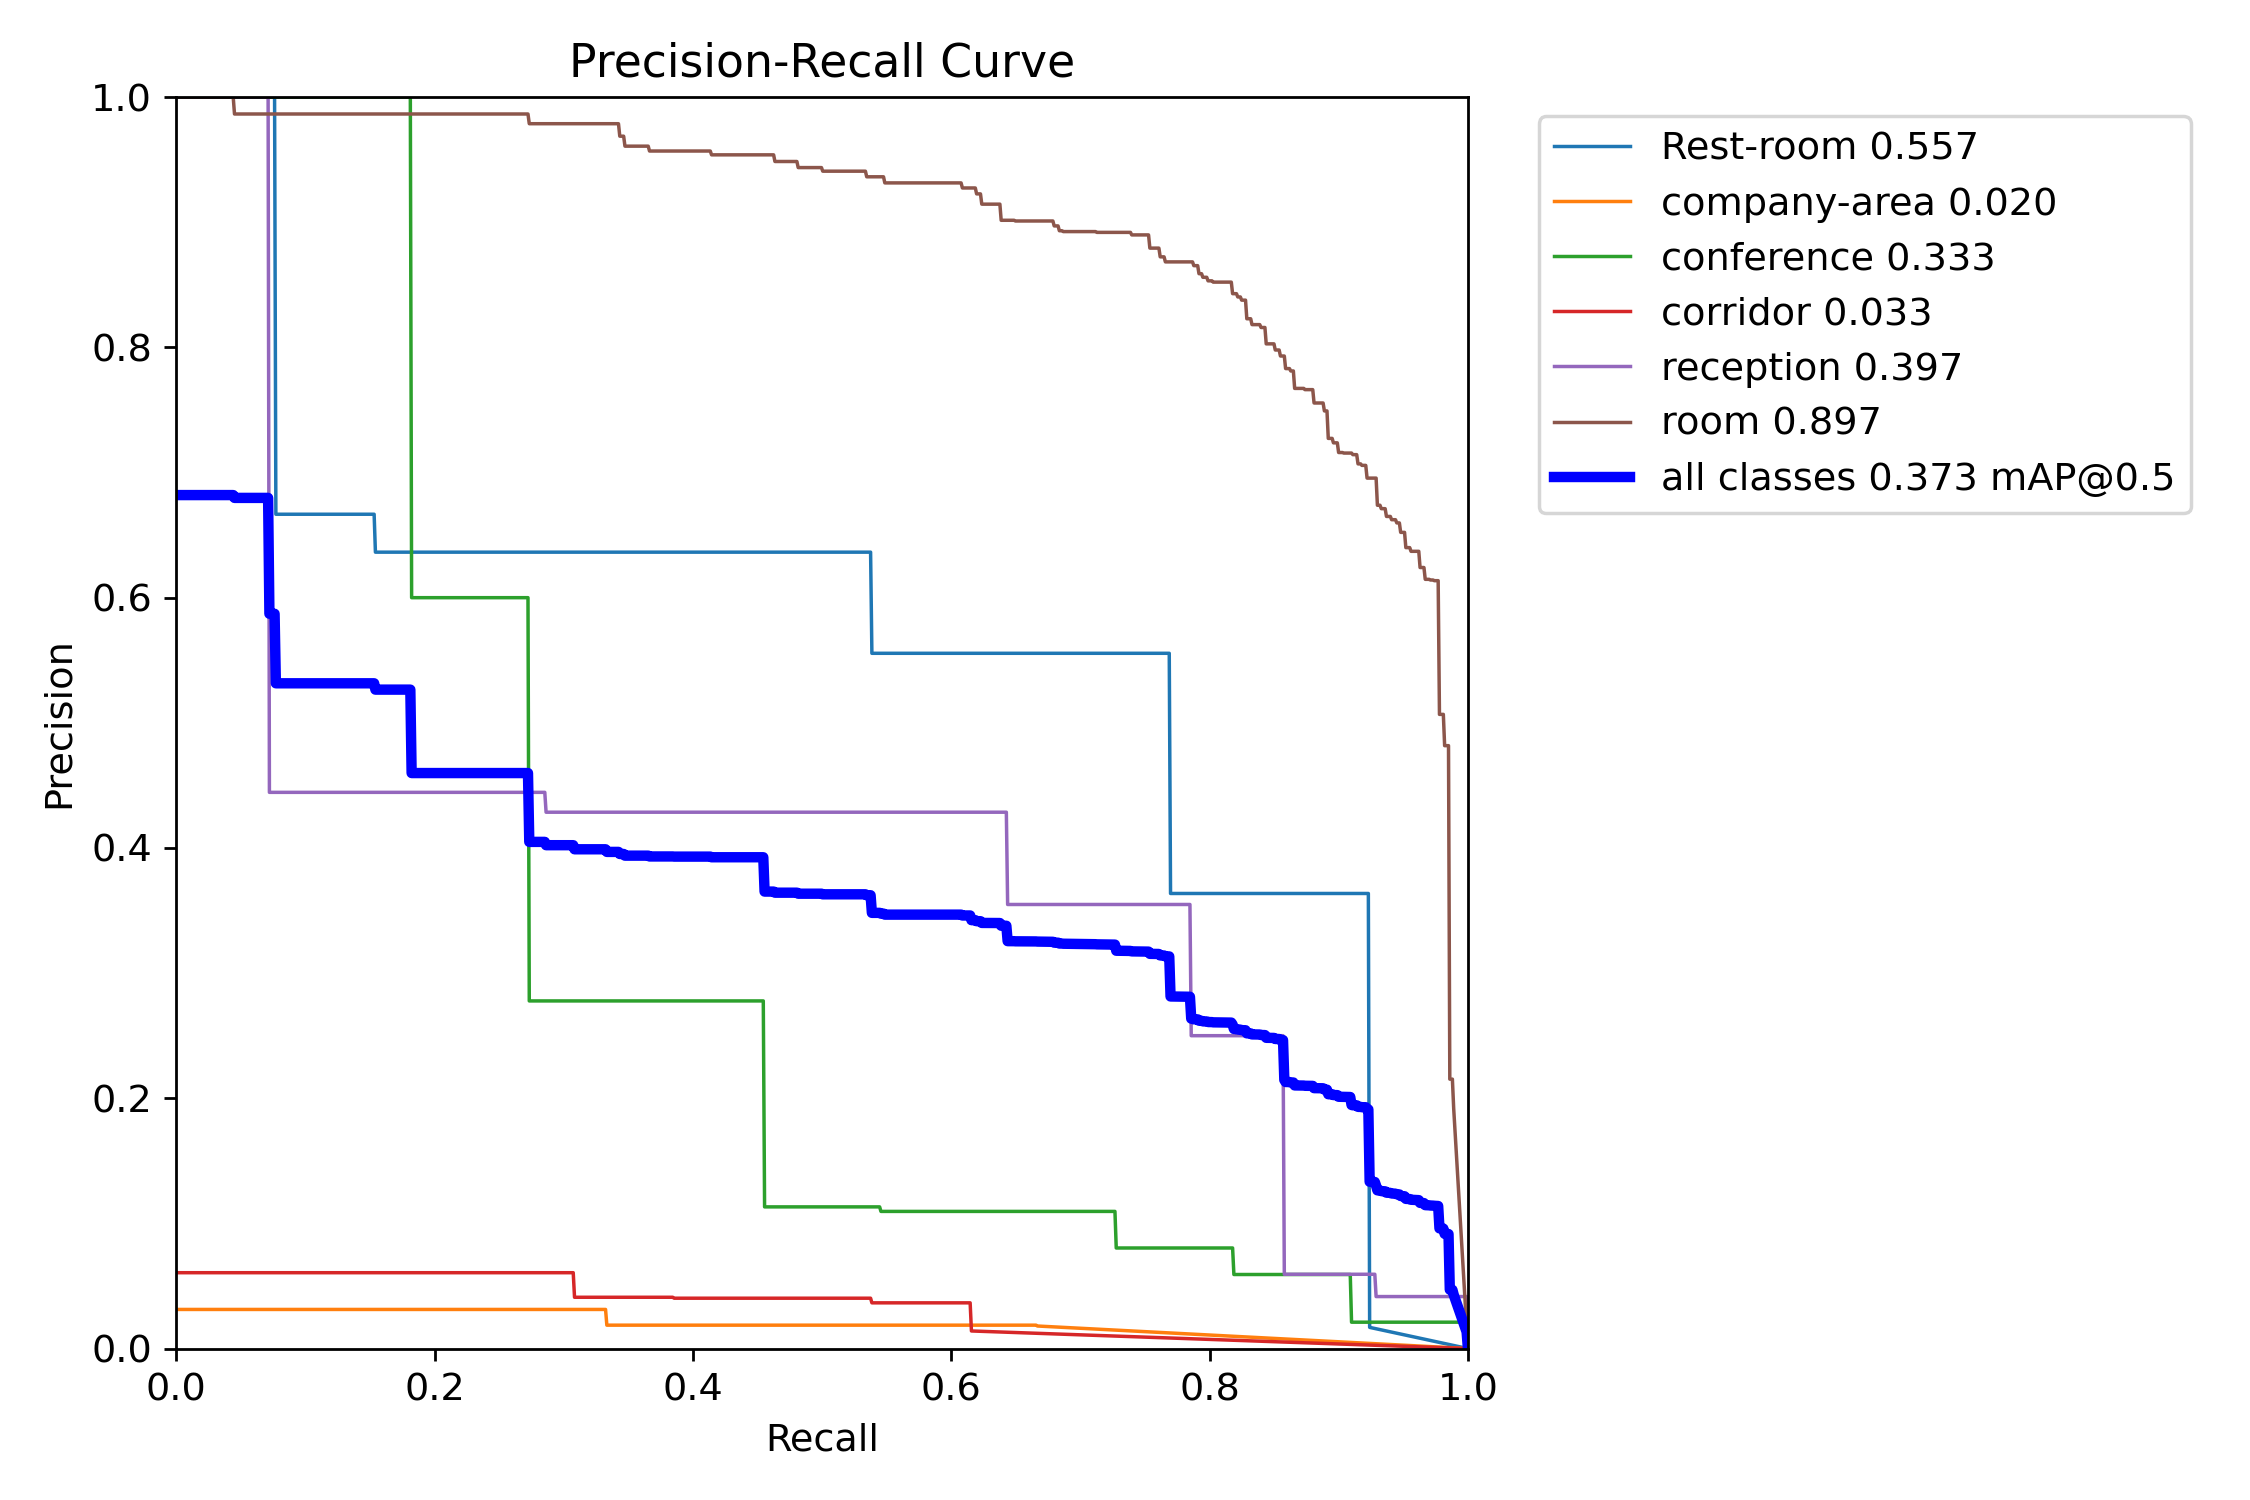 Precision-Recall Curve
1.0
0.8
0.6
0.4
0.2
0.0
Precision
0.0 0.2 0.4 0.6 0.8 1.0
Recall
Rest-room 0.557
company-area 0.020
conference 0.333
corridor 0.033
reception 0.397
room 0.897
all classes 0.373 mAP@0.5